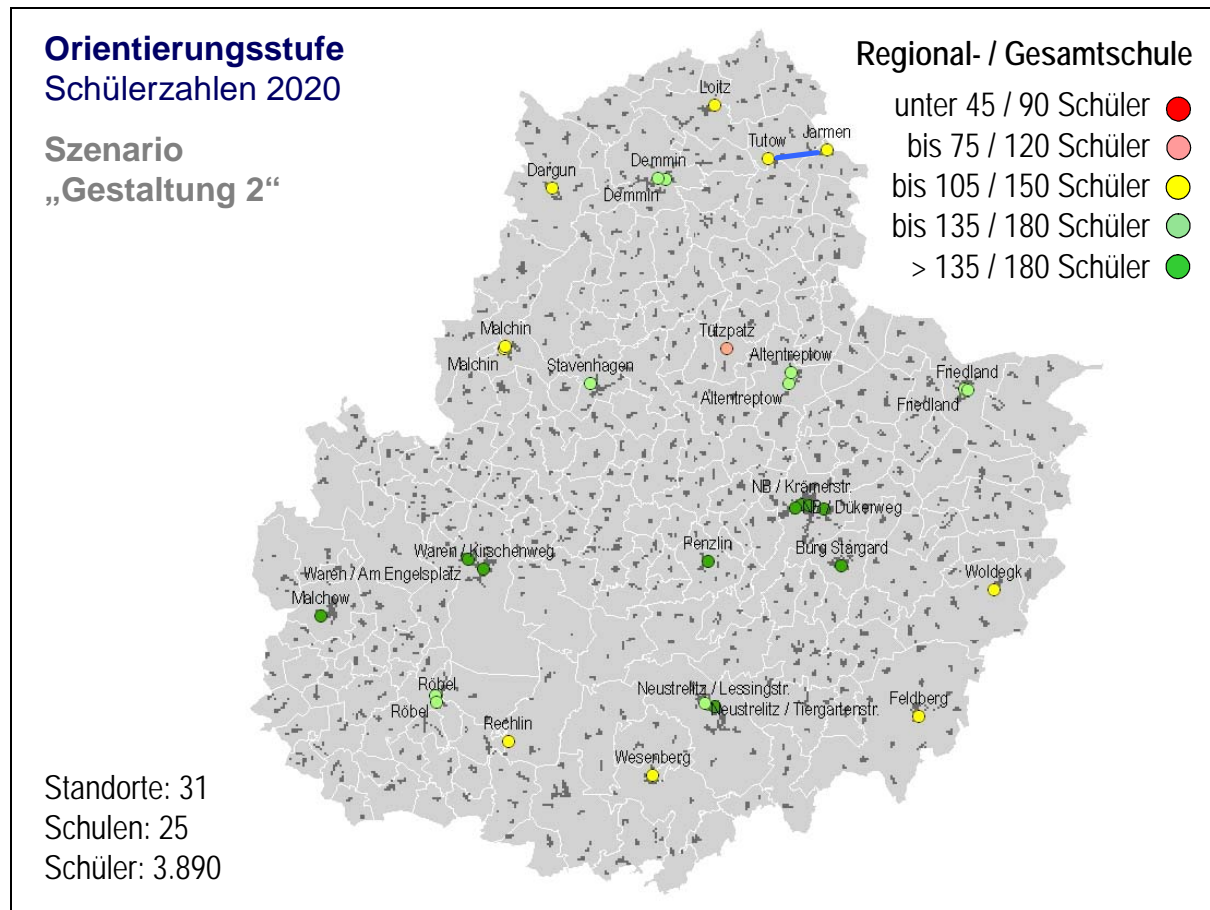 Orientierungsstufe
Schülerzahlen 2020
Szenario
„Gestaltung 2“
Regional- / Gesamtschule
unter 45 / 90 Schüler
bis 75 / 120 Schüler
bis 105 / 150 Schüler
bis 135 / 180 Schüler
> 135 / 180 Schüler
Loitz
Jarmen
Tutow
Demmin
Dargun
Demmin
Malchin
Tützpatz
Altentreptow
Malchin
Stavenhagen
Friedland
Altentreptow
Friedland
NB / Krämerstr.
NB / Dükerweg
Waren / Kirschenweg
Penzlin
Burg Stargard
Waren / Am Engelsplatz
Woldegk
Malchow
Röbel
Neustrelitz / Lessingstr.
Feldberg
Röbel
Neustrelitz / Tiergartenstr.
Rechlin
Wesenberg
Standorte: 31
Schulen: 25
Schüler: 3.890